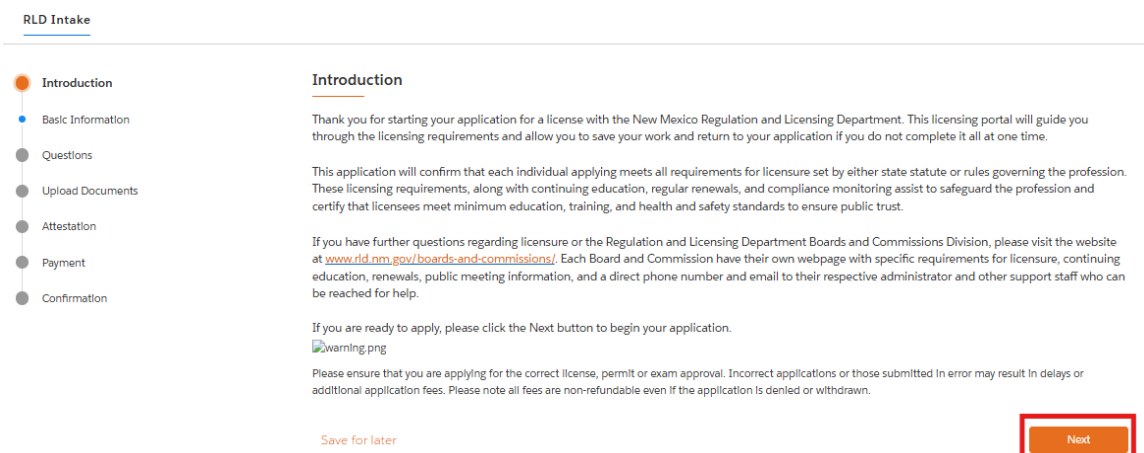 RLD Intake
Introduction
Basic Information
Questions
Upload Documents
Attestation
Payment
Confirmation
Introduction
Thank you for starting your application for a license with the New Mexico Regulation and Licensing Department. This licensing portal will guide you
through the licensing requirements and allow you to save your work and return to your application if you do not complete it all at one time.
This application will confirm that each individual applying meets all requirements for licensure set by either state statute or rules governing the profession.
These licensing requirements, along with continuing education, regular renewals, and compliance monitoring assist to safeguard the profession and
certify that licensees meet minimum education, training, and health and safety standards to ensure public trust.
If you have further questions regarding licensure or the Regulation and Licensing Department Boards and Commissions Division, please visit the website
at www.rld.nm.gov/boards-and-commissions/. Each Board and Commission have their own webpage with specific requirements for licensure, continuing
education, renewals, public meeting information, and a direct phone number and email to their respective administrator and other support staff who can
be reached for help.
If you are ready to apply, please click the Next button to begin your application.
warning.png
Please ensure that you are applying for the correct license, permit or exam approval. Incorrect applications or those submitted in error may result in delays or
additional application fees. Please note all fees are non-refundable even if the application is denied or withdrawn.
Save for later
Next